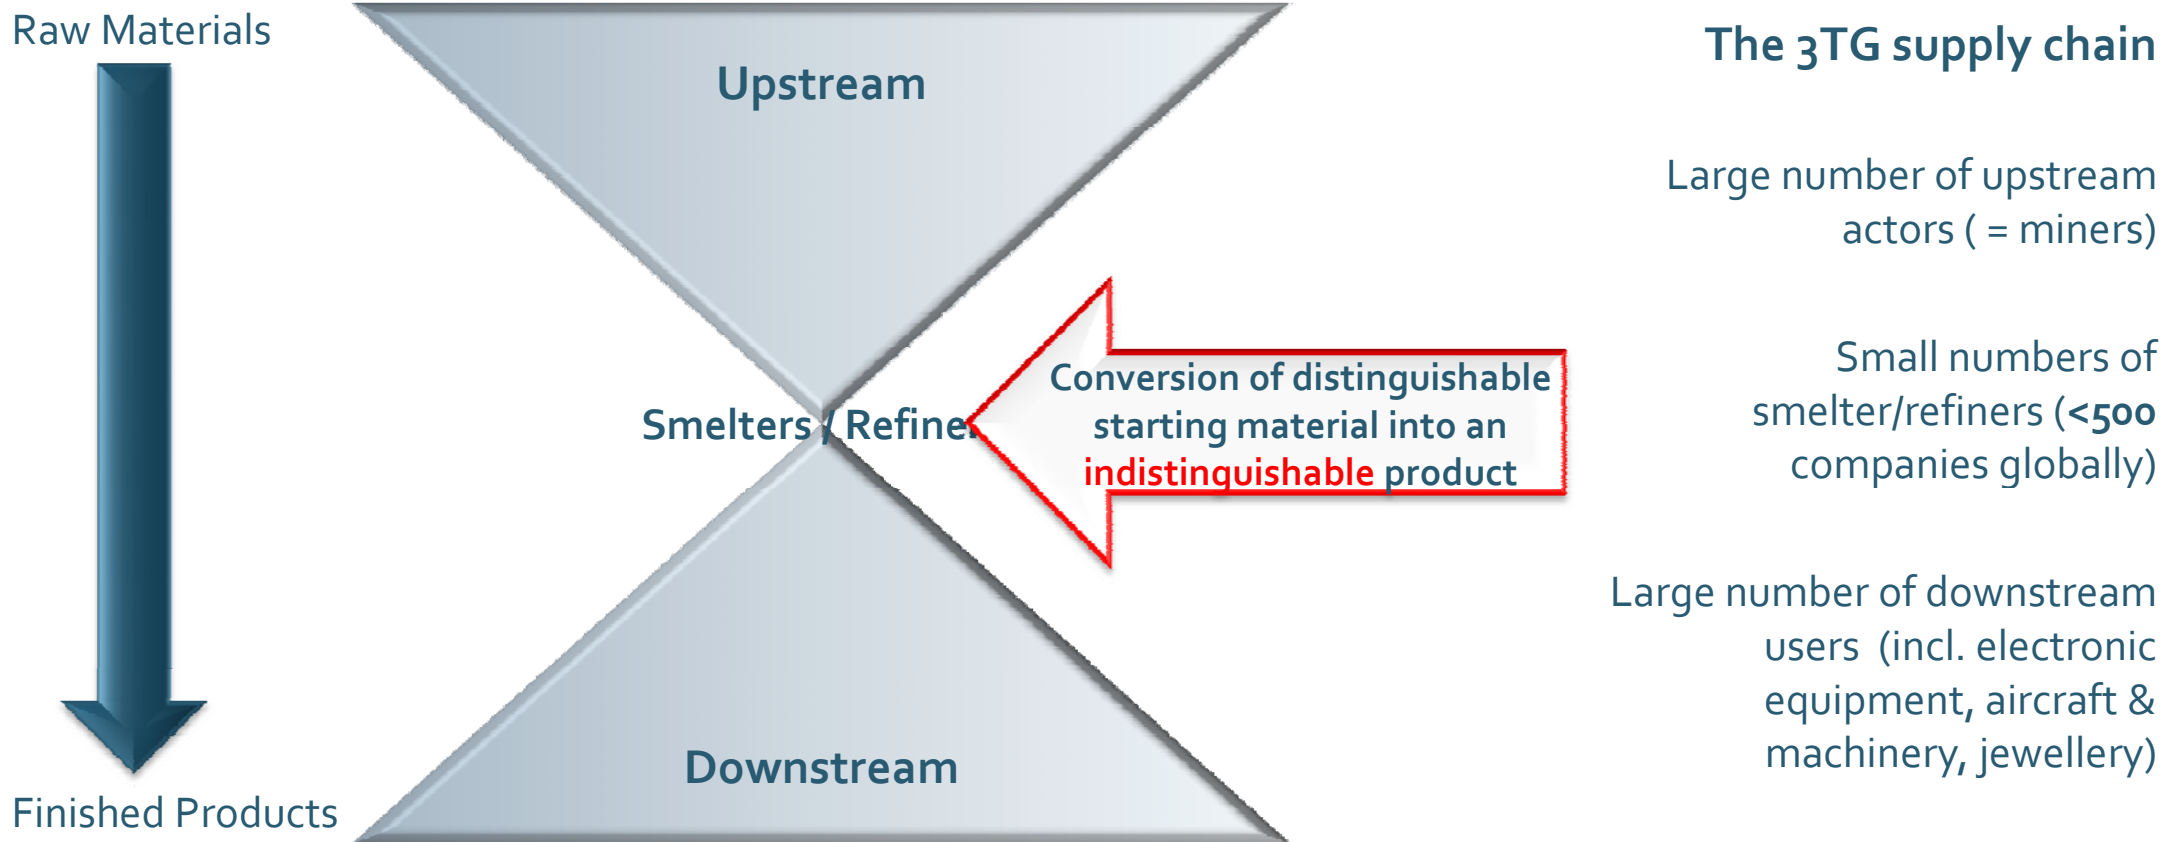 Raw Materials
Upstream
Smelters / Refine
Conversion of distinguishable
starting material into an
indistinguishable product
Downstream
Finished Products
The 3TG supply chain
Large number of upstream
actors ( = miners)
Small numbers of
smelter/refiners (<500
companies globally)
Large number of downstream
users (incl. electronic
equipment, aircraft &
machinery, jewellery)